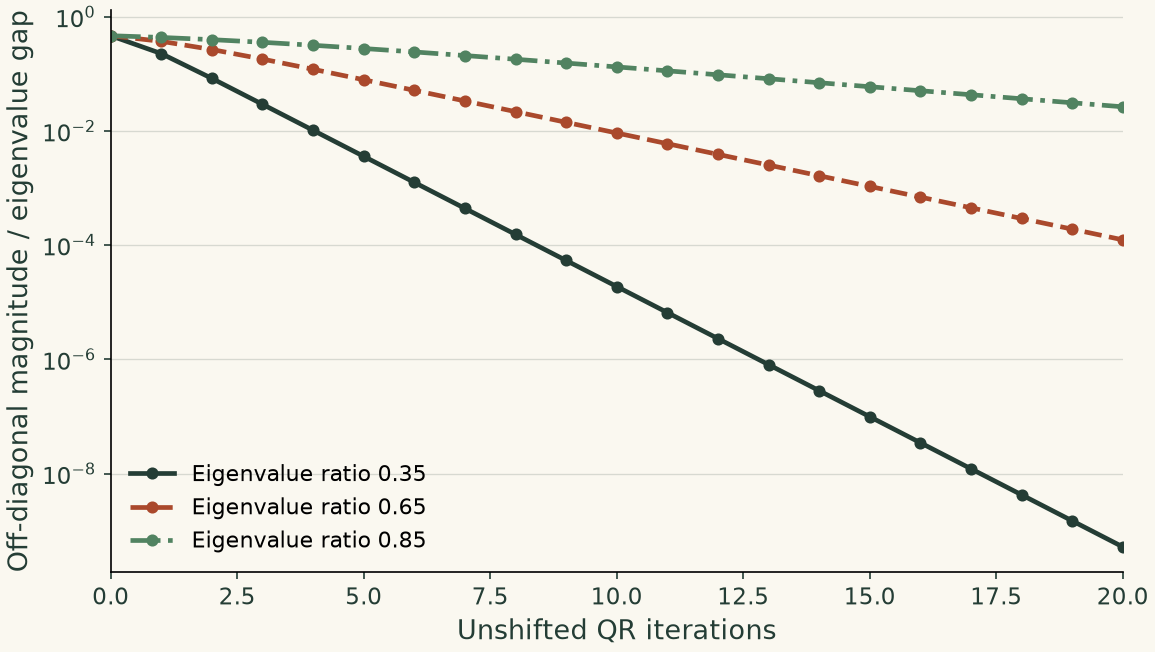 Off-diagonal magnitude / eigenvalue gap
10⁰
10⁻²
10⁻⁴
10⁻⁶
10⁻⁸
Eigenvalue ratio 0.35
Eigenvalue ratio 0.65
Eigenvalue ratio 0.85
0.0 2.5 5.0 7.5 10.0 12.5 15.0 17.5 20.0
Unshifted QR iterations